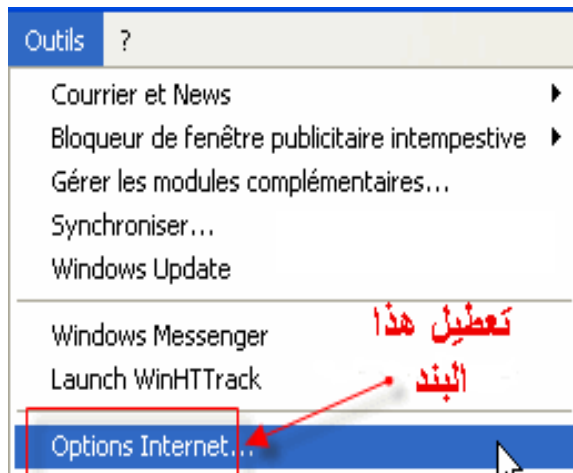 Outils ?
Courrier et News
Bloqueur de fenêtre publicitaire intempestive
Gérer les modules complémentaires...
Synchroniser...
Windows Update
Windows Messenger
Launch WinHTTrack
تعطيل هذا
البند
Options Internet...